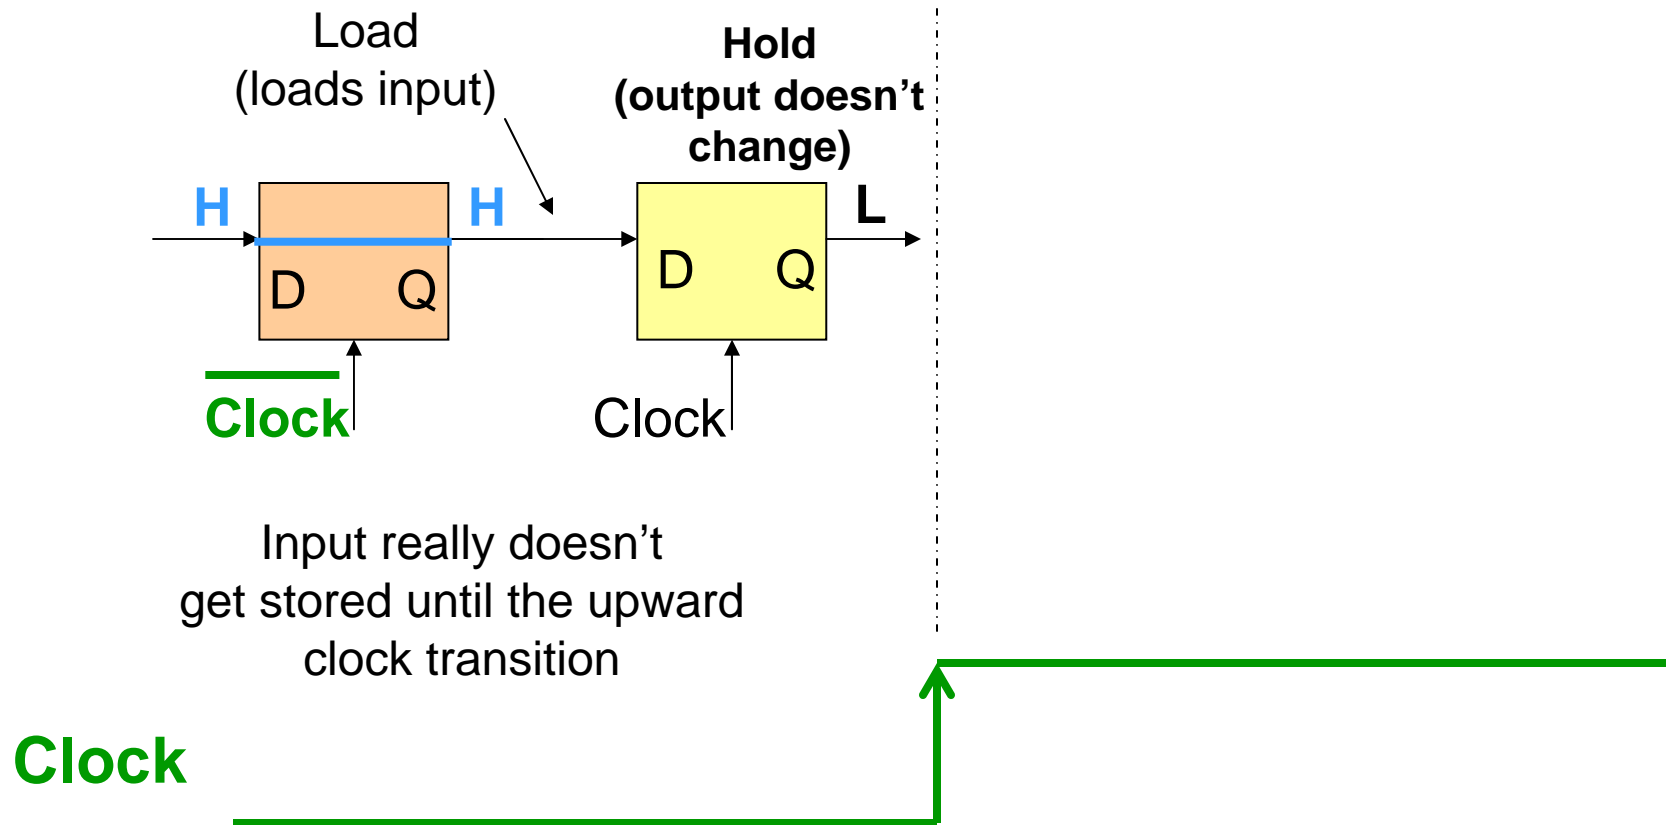 Load
(loads input)
Hold
(output doesn’t
change)
H
H
L
D Q
D Q
Clock
Clock
Input really doesn’t
get stored until the upward
clock transition
Clock